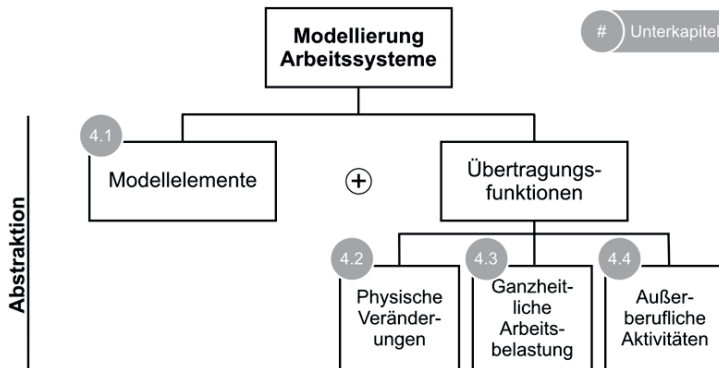 Modellierung
Arbeitssysteme
# Unterkapitel
Abstraktion
4.1
Modellelemente
Übertragungs-
funktionen
4.2
Physische
Veränder-
ungen
4.3
Ganzheit-
liche
Arbeits-
belastung
4.4
Außer-
berufliche
Aktivitäten